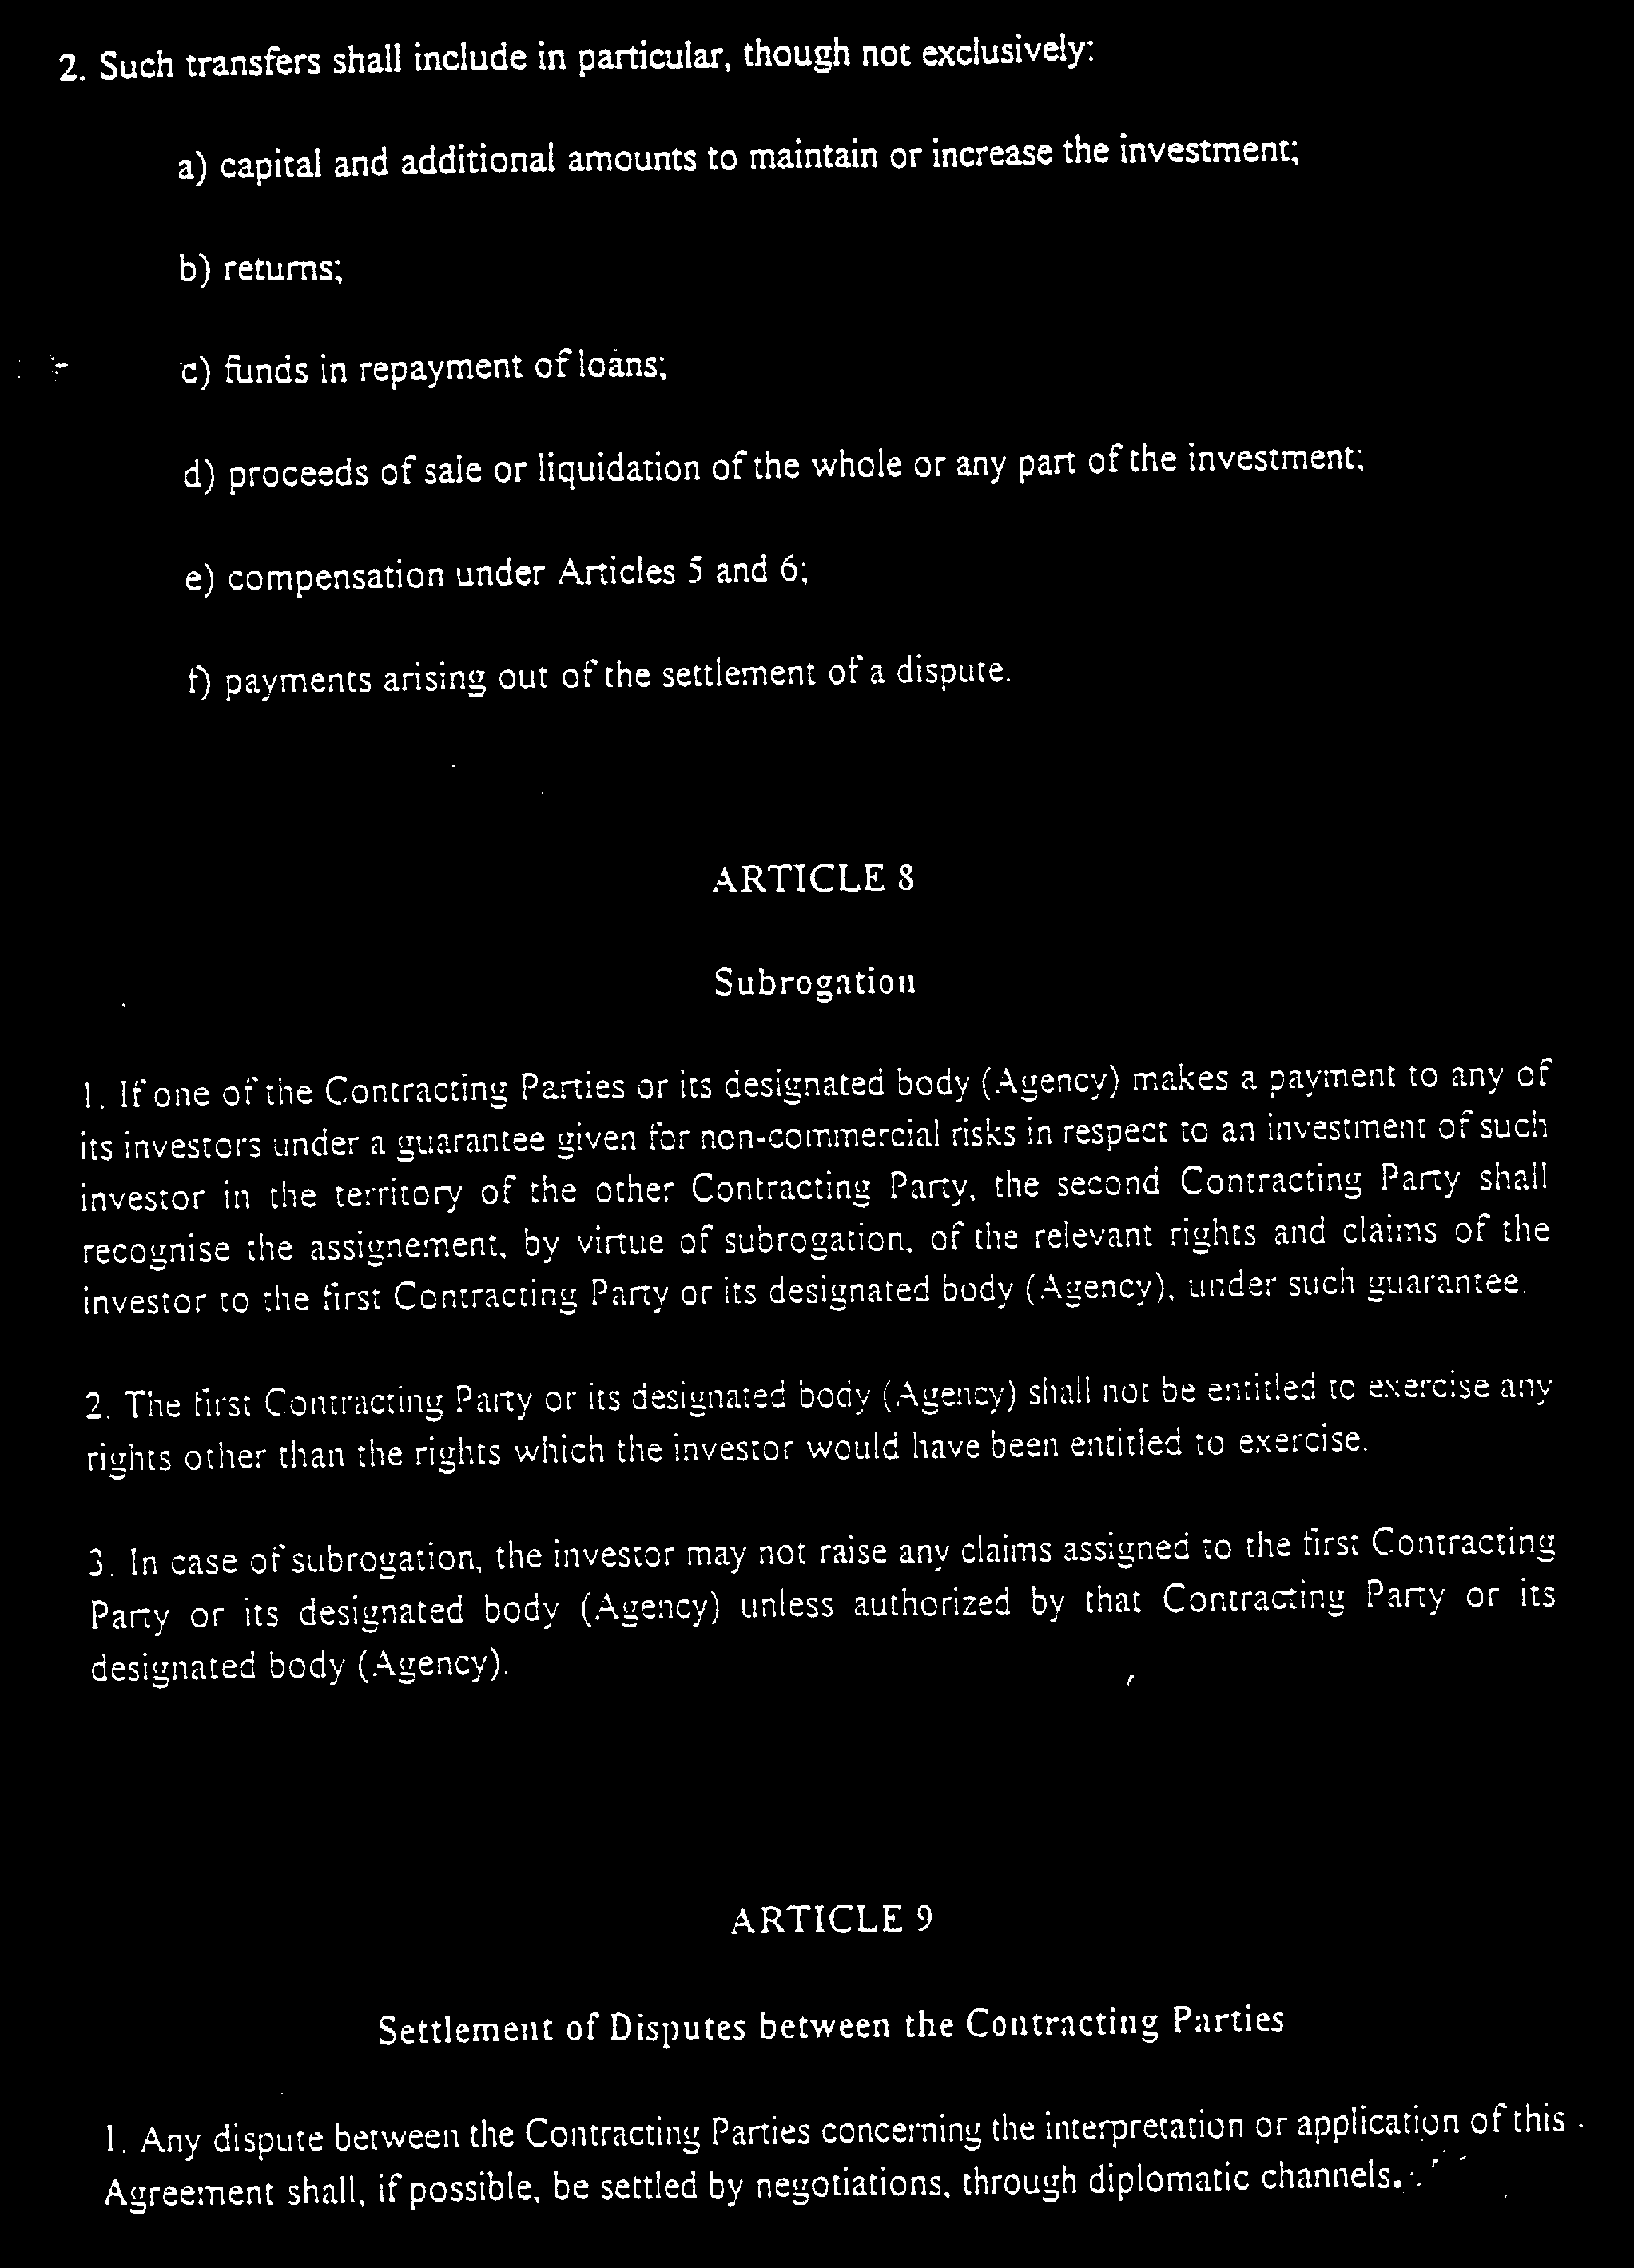 2. Such transfers shall include in particular, though not exclusively:
a) capital and additional amounts to maintain or increase the investment;
b) returns;
c) funds in repayment of loans;
d) proceeds of sale or liquidation of the whole or any part of the investment;
e) compensation under Articles 5 and 6;
f) payments arising out of the settlement of a dispute.
ARTICLE 8
Subrogation
1. If one of the Contracting Parties or its designated body (Agency) makes a payment to any of
its investors under a guarantee given for non-commercial risks in respect to an investment of such
investor in the territory of the other Contracting Party, the second Contracting Party shall
recognise the assignement, by virtue of subrogation, of the relevant rights and claims of the
investor to the first Contracting Party or its designated body (Agency), under such guarantee.
2. The first Contracting Party or its designated body (Agency) shall not be entitled to exercise any
rights other than the rights which the investor would have been entitled to exercise.
3. In case of subrogation, the investor may not raise any claims assigned to the first Contracting
Party or its designated body (Agency) unless authorized by that Contracting Party or its
designated body (Agency).
ARTICLE 9
Settlement of Disputes between the Contracting Parties
1. Any dispute between the Contracting Parties concerning the interpretation or application of this
Agreement shall, if possible, be settled by negotiations, through diplomatic channels.